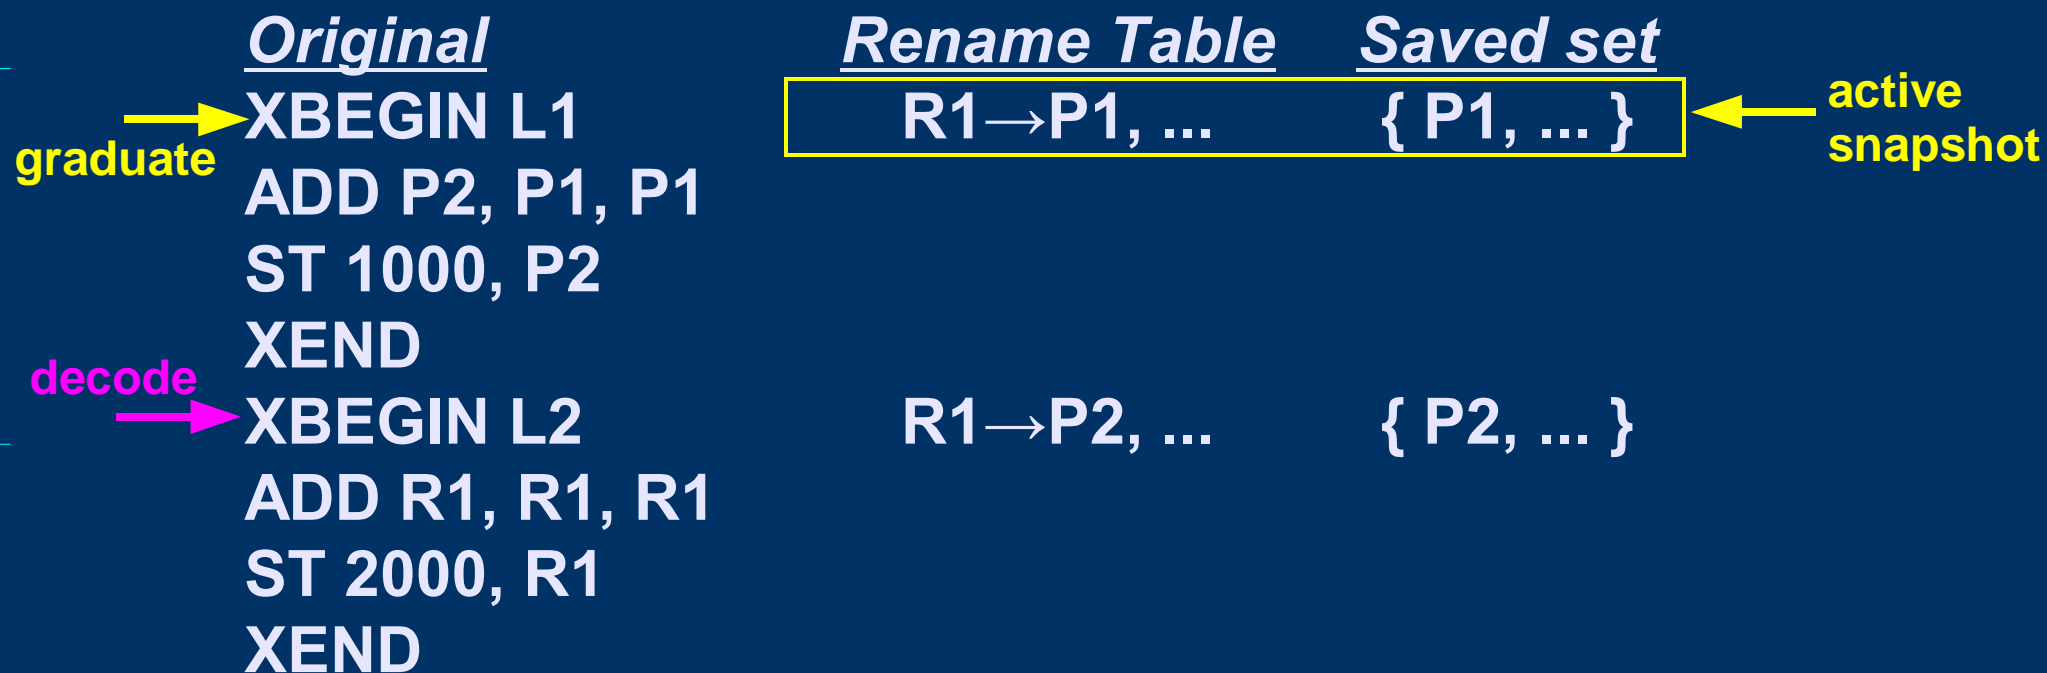 Original Rename Table Saved set
XBEGIN L1 R1→P1, ... { P1, ... }
active
snapshot
graduate
ADD P2, P1, P1
ST 1000, P2
XEND
decode
XBEGIN L2 R1→P2, ... { P2, ... }
ADD R1, R1, R1
ST 2000, R1
XEND